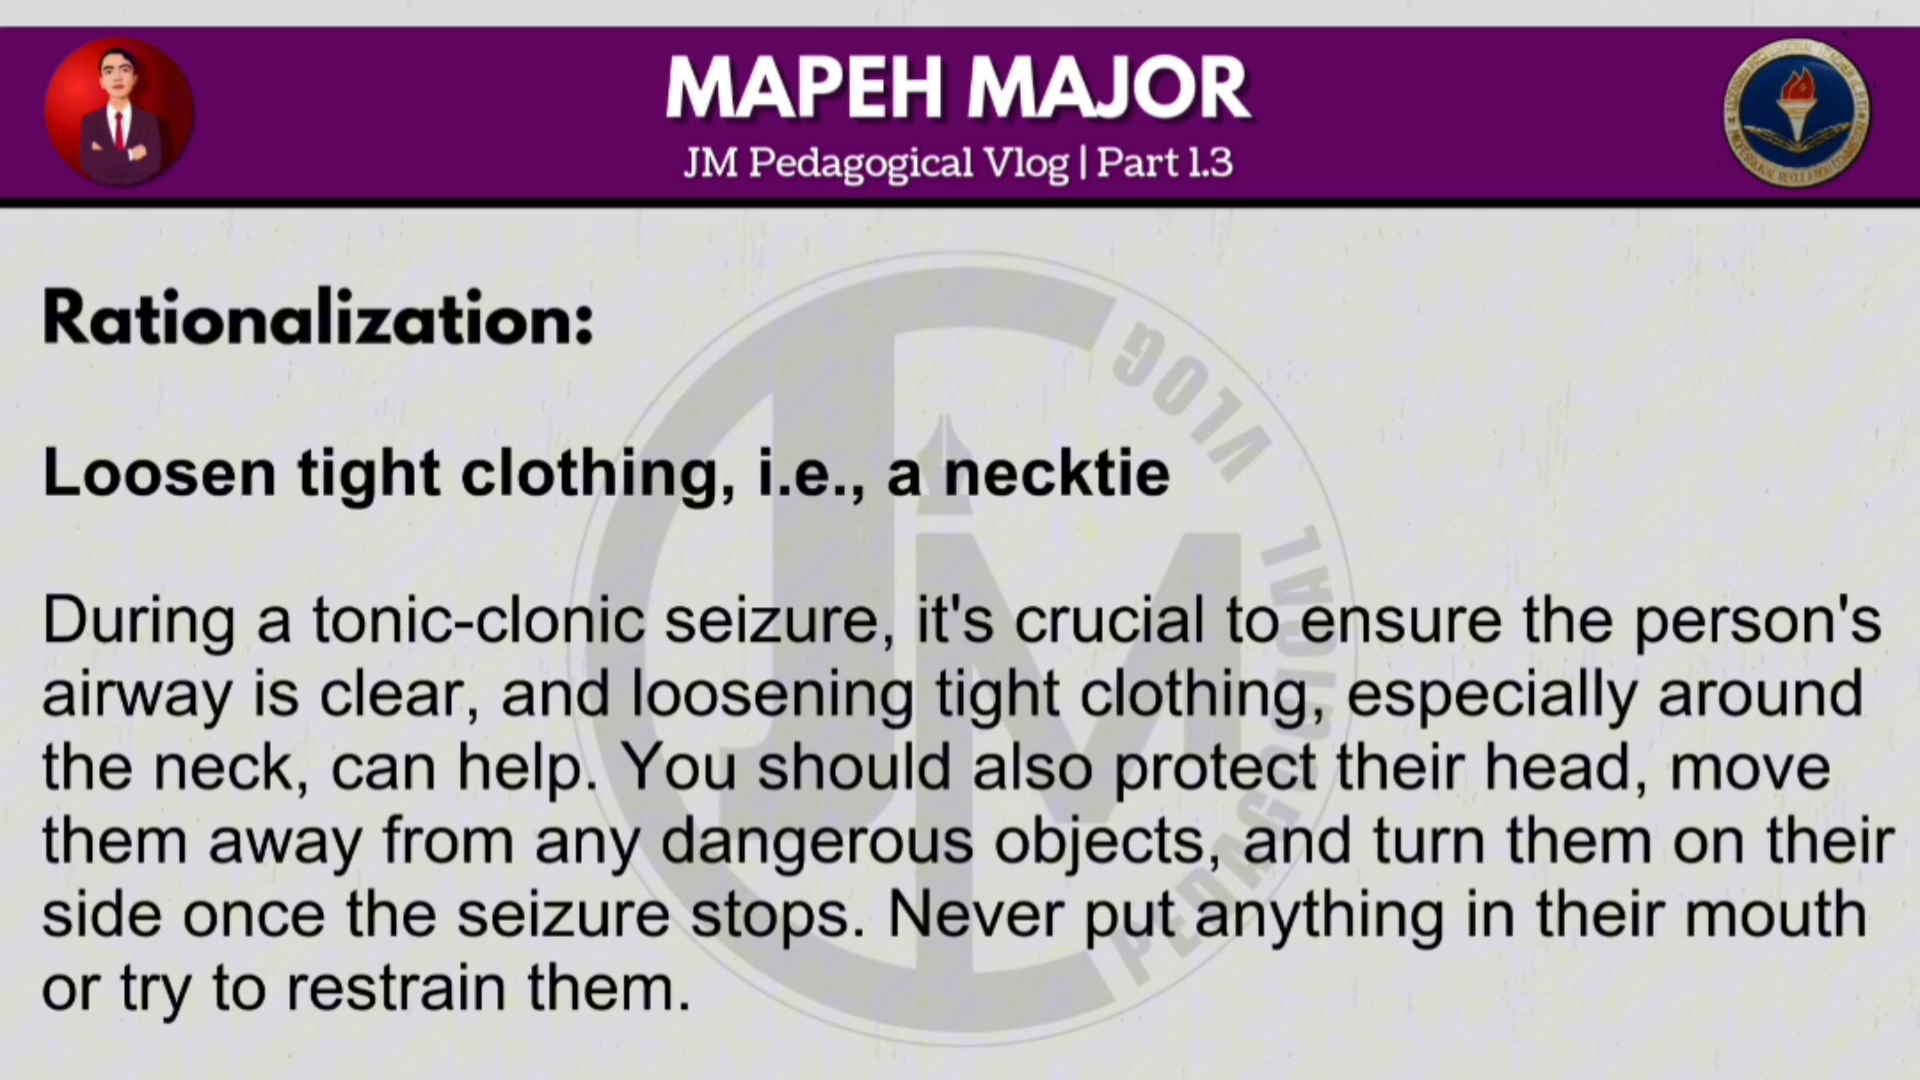 MAPEH MAJOR
JM Pedagogical Vlog | Part 1.3
Rationalization:
Loosen tight clothing, i.e., a necktie
During a tonic-clonic seizure, it's crucial to ensure the person's
airway is clear, and loosening tight clothing, especially around
the neck, can help. You should also protect their head, move
them away from any dangerous objects, and turn them on their
side once the seizure stops. Never put anything in their mouth
or try to restrain them.
JM
PEDAGOGICAL VLOG